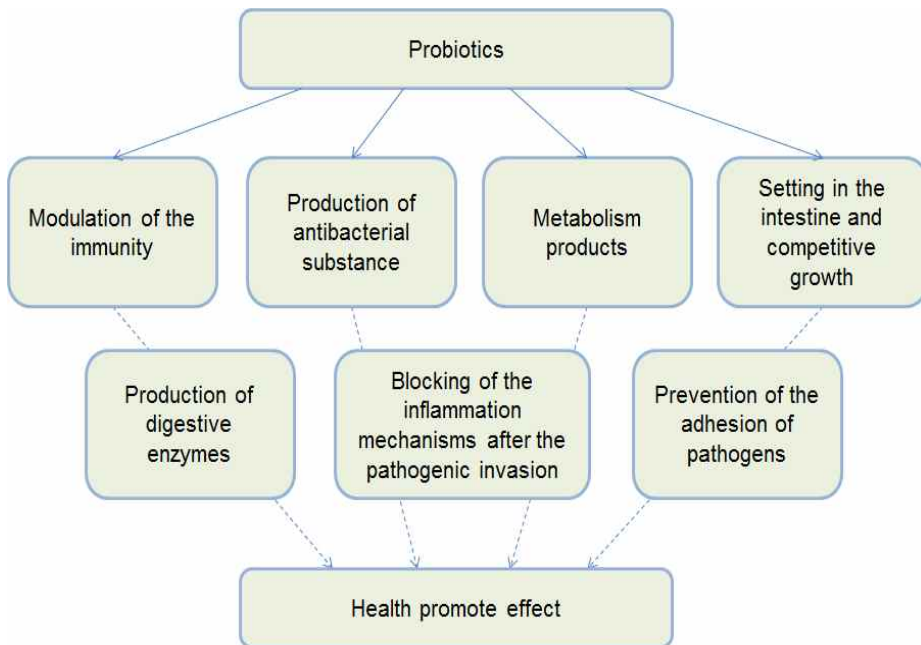 Probiotics
Modulation of the
immunity
Production of
antibacterial
substance
Metabolism
products
Setting in the
intestine and
competitive
growth
Production of
digestive
enzymes
Blocking of the
inflammation
mechanisms after the
pathogenic invasion
Prevention of the
adhesion of
pathogens
Health promote effect